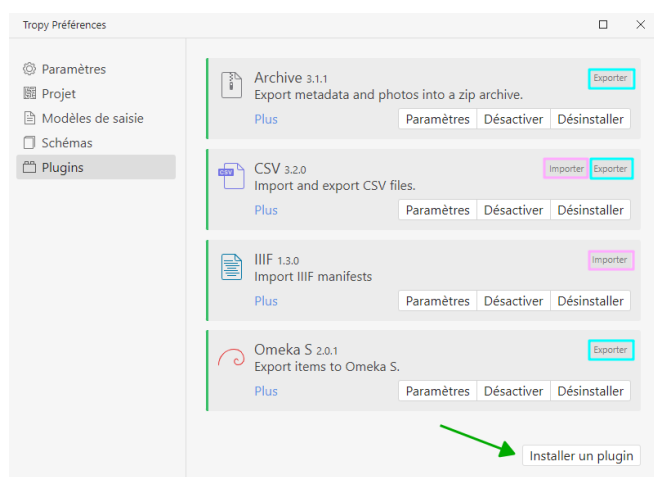 Tropy Préférences
Paramètres
Projet
Modèles de saisie
Schémas
Plugins
Archive 3.1.1
Exporter
Export metadata and photos into a zip archive.
Plus
Paramètres Désactiver Désinstaller
CSV
CSV 3.2.0
Importer Exporter
Import and export CSV files.
Plus
Paramètres Désactiver Désinstaller
IIIF 1.3.0
Importer
Import IIIF manifests
Plus
Paramètres Désactiver Désinstaller
Omeka S 2.0.1
Exporter
Export items to Omeka S.
Plus
Paramètres Désactiver Désinstaller
Installer un plugin